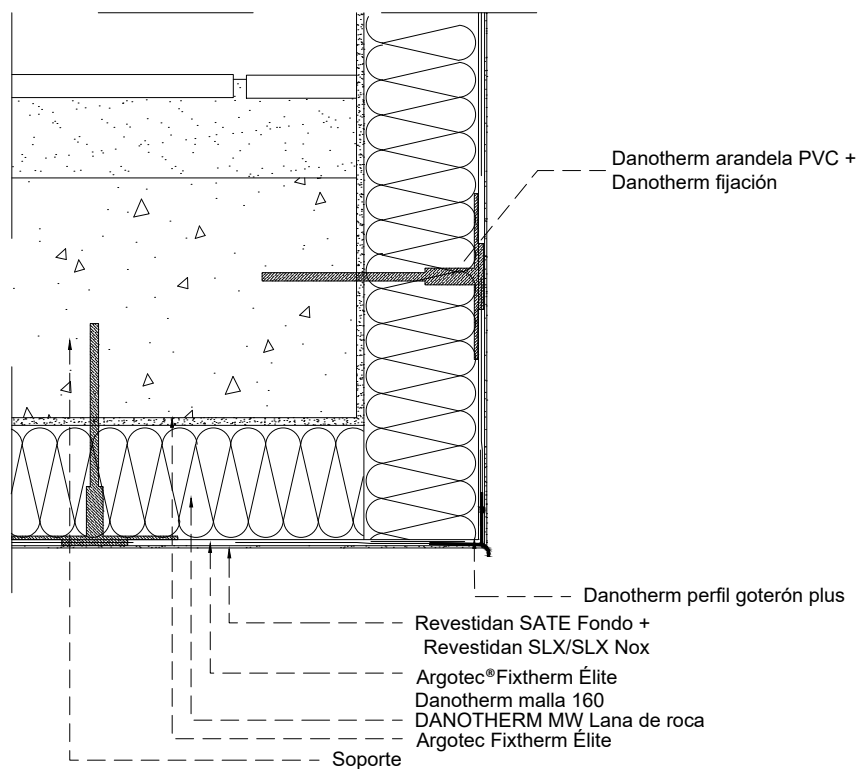 Danotherm arandela PVC +
Danotherm fijación
Danotherm perfil goterón plus
Revestidan SATE Fondo +
Revestidan SLX/SLX Nox
Argotec®Fixtherm Élite
Danotherm malla 160
DANOTHERM MW Lana de roca
Argotec Fixtherm Élite
Soporte